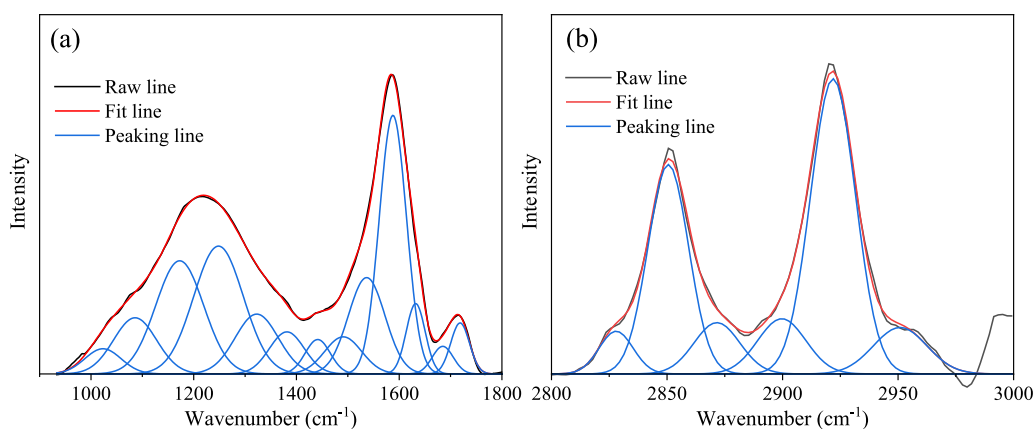 (a)
Raw line
Fit line
Peaking line
Intensity
1000 1200 1400 1600 1800
Wavenumber (cm⁻¹)
(b)
Raw line
Fit line
Peaking line
Intensity
2800 2850 2900 2950 3000
Wavenumber (cm⁻¹)